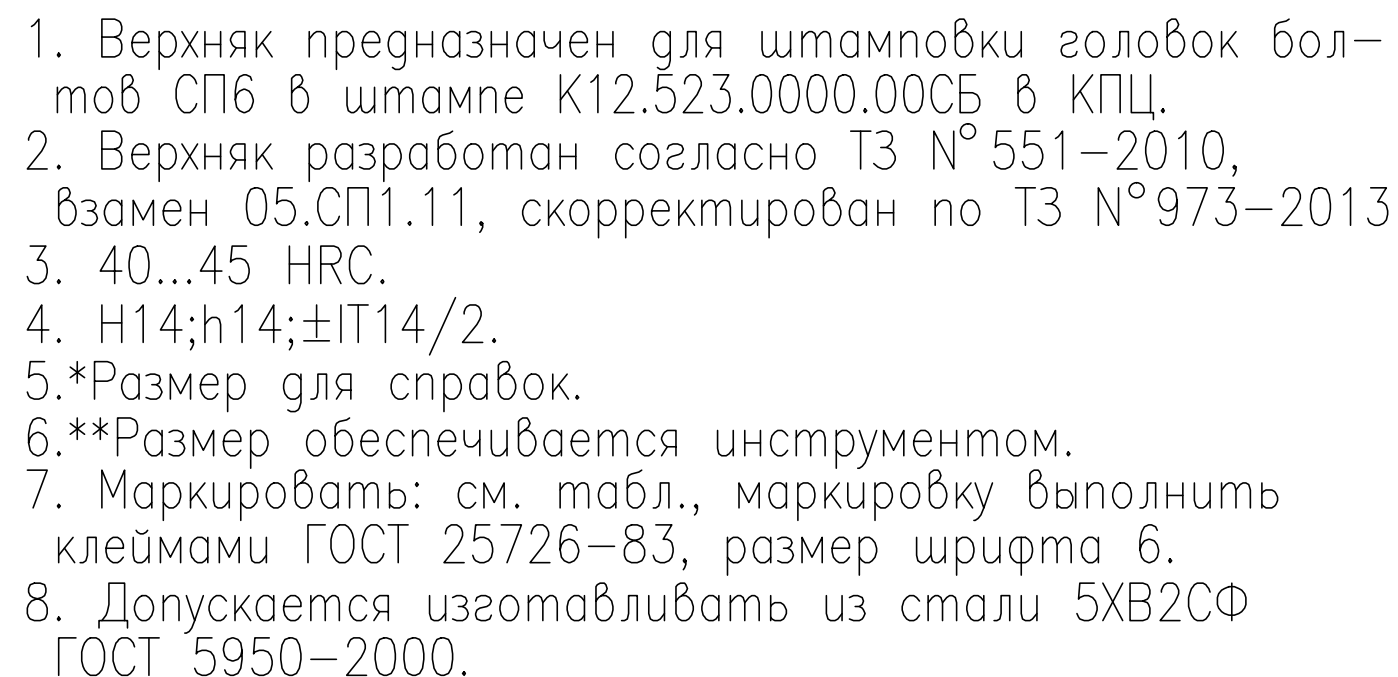 1. Верхняк предназначен для штамповки головок бол-
тов СП6 в штампе К12.523.0000.00СБ в КПЦ.
2. Верхняк разработан согласно ТЗ N°551-2010,
взамен 05.СП1.11, скорректирован по ТЗ N°973-2013
3. 40...45 HRC.
4. H14;h14;±IT14/2.
5.*Размер для справок.
6.**Размер обеспечивается инструментом.
7. Маркировать: см. табл., маркировку выполнить
клеймами ГОСТ 25726-83, размер шрифта 6.
8. Допускается изготавливать из стали 5ХВ2СФ
ГОСТ 5950-2000.